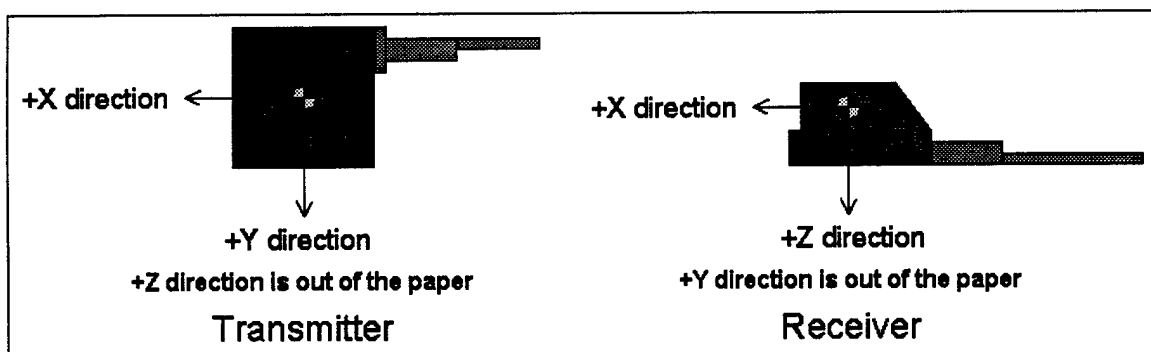 +X direction
+Y direction
+Z direction is out of the paper
Transmitter
+X direction
+Z direction
+Y direction is out of the paper
Receiver